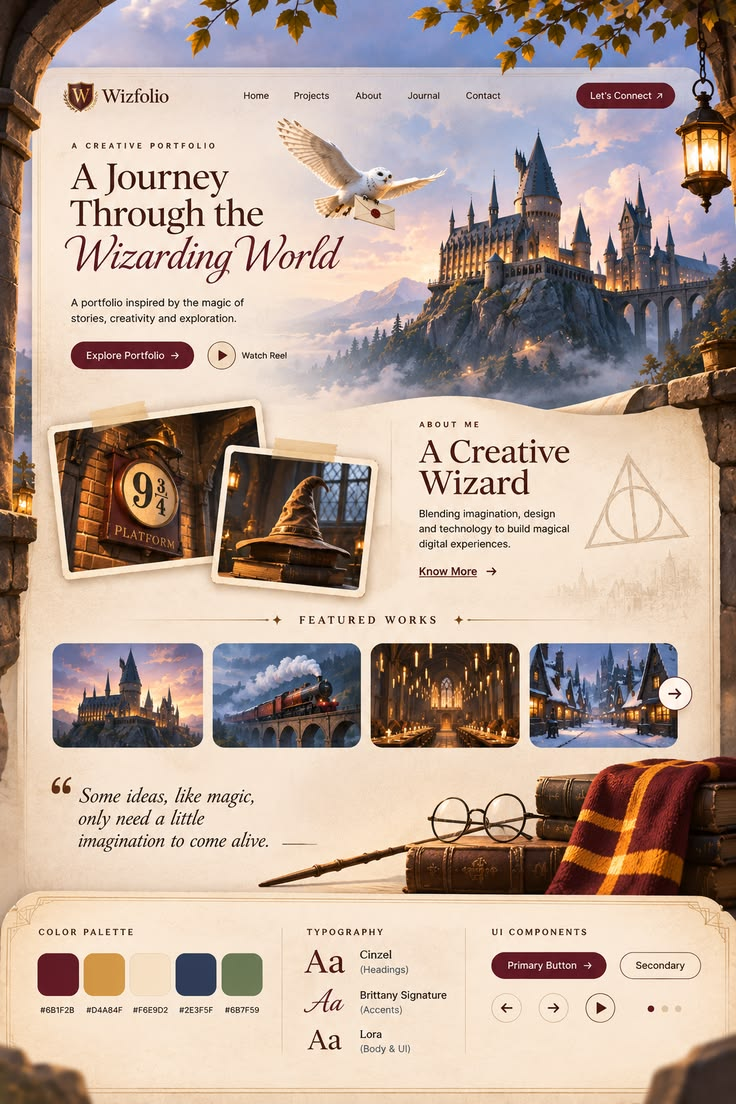 W Wizfolio
Home Projects About Journal Contact
Let's Connect ↗
A CREATIVE PORTFOLIO
A Journey
Through the
Wizarding World
A portfolio inspired by the magic of
stories, creativity and exploration.
Explore Portfolio →
Watch Reel
9 3/4
PLATFORM
ABOUT ME
A Creative
Wizard
Blending imagination, design
and technology to build magical
digital experiences.
Know More →
FEATURED WORKS
“ Some ideas, like magic,
only need a little
imagination to come alive.
COLOR PALETTE
#6B1F2B #D4A84F #F6E9D2 #2E3F5F #6B7F59
TYPOGRAPHY
Aa Cinzel
(Headings)
Aa Brittany Signature
(Accents)
Aa Lora
(Body & UI)
UI COMPONENTS
Primary Button → Secondary